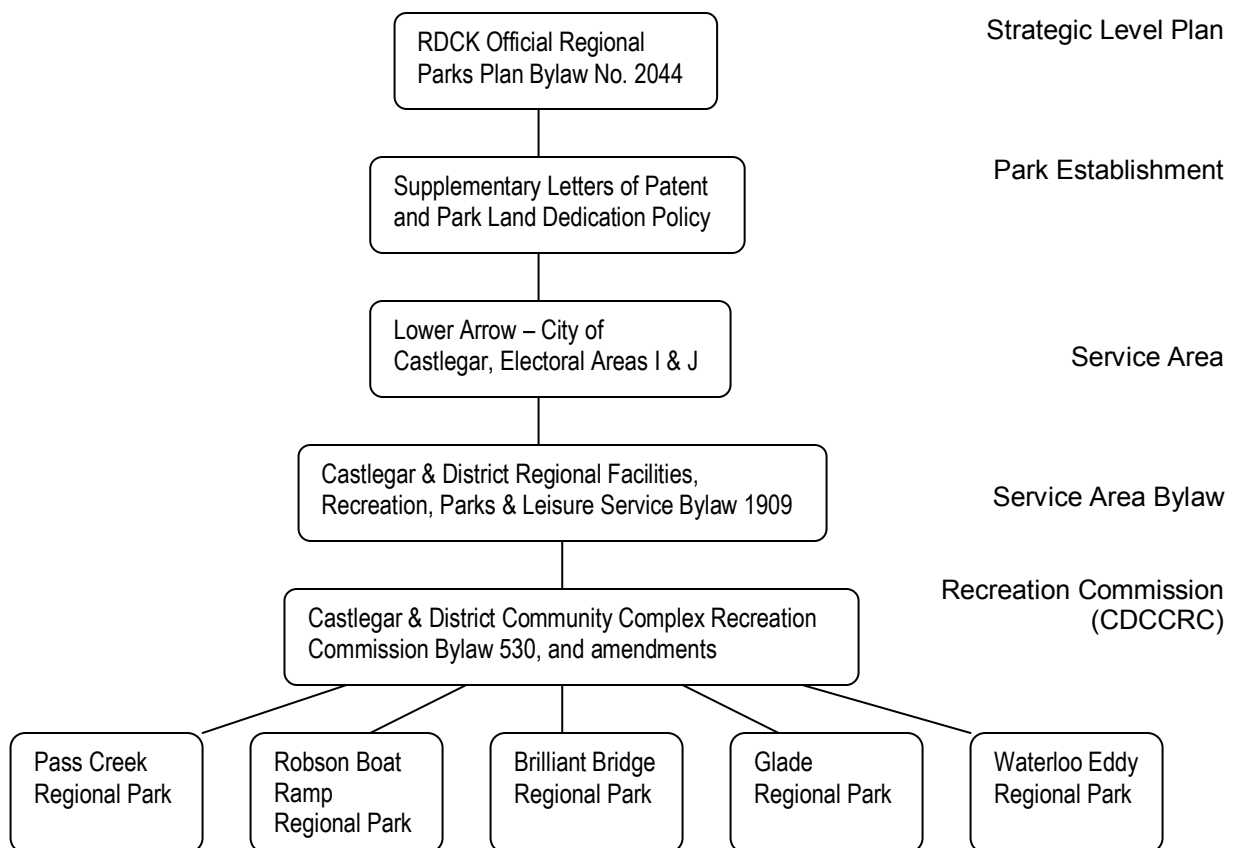 RDCK Official Regional
Parks Plan Bylaw No. 2044
Strategic Level Plan
Supplementary Letters of Patent
and Park Land Dedication Policy
Park Establishment
Lower Arrow – City of
Castlegar, Electoral Areas I & J
Service Area
Castlegar & District Regional Facilities,
Recreation, Parks & Leisure Service Bylaw 1909
Service Area Bylaw
Castlegar & District Community Complex Recreation
Commission Bylaw 530, and amendments
Recreation Commission
(CDCCRC)
Pass Creek
Regional Park
Robson Boat
Ramp
Regional Park
Brilliant Bridge
Regional Park
Glade
Regional Park
Waterloo Eddy
Regional Park